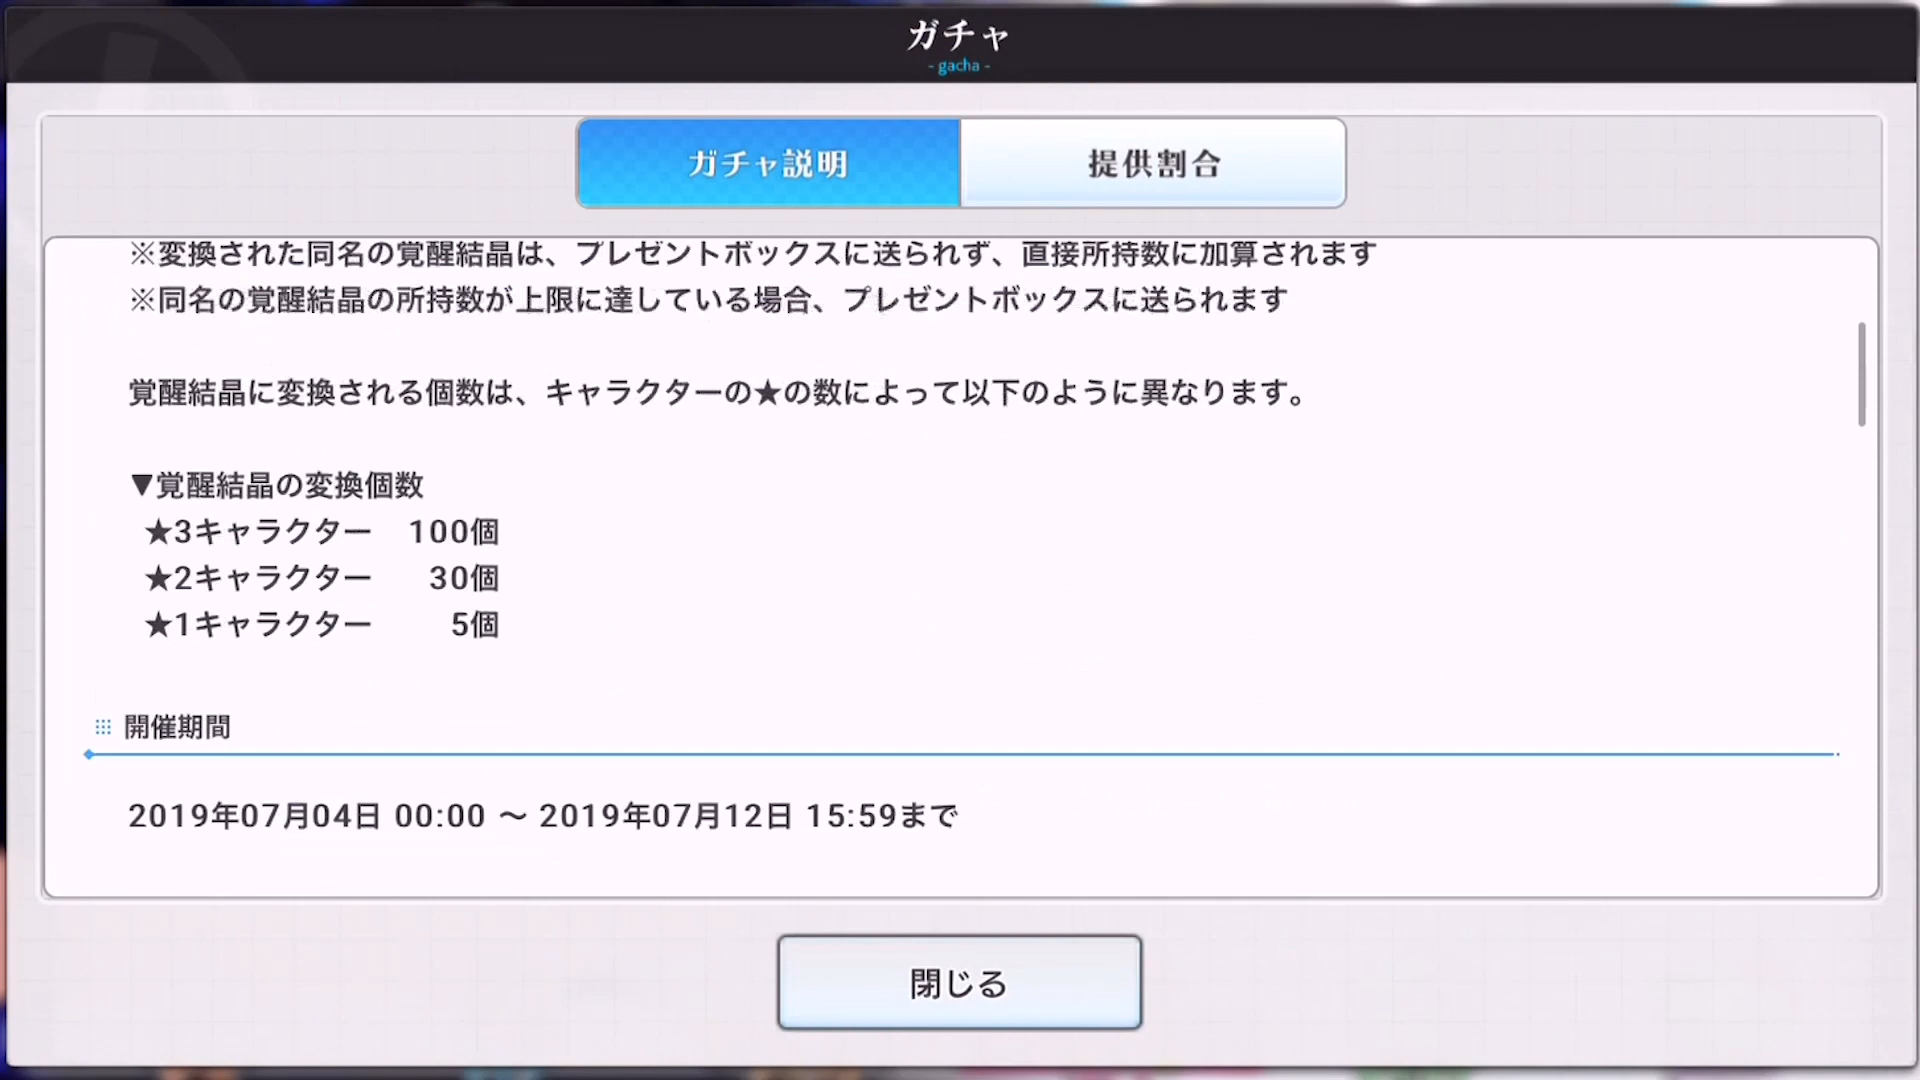 ガチャ
- gacha -
ガチャ説明
提供割合
※変換された同名の覚醒結晶は、プレゼントボックスに送られず、直接所持数に加算されます
※同名の覚醒結晶の所持数が上限に達している場合、プレゼントボックスに送られます
覚醒結晶に変換される個数は、キャラクターの★の数によって以下のように異なります。
▼覚醒結晶の変換個数
★3キャラクター 100個
★2キャラクター 30個
★1キャラクター 5個
開催期間
2019年07月04日 00:00 〜 2019年07月12日 15:59まで
閉じる